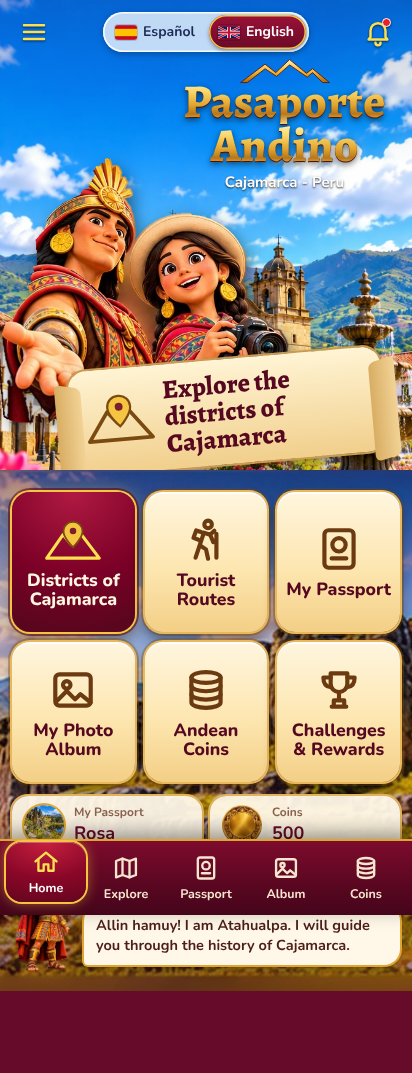 Español
English
Pasaporte
Andino
Cajamarca - Peru
Explore the
districts of
Cajamarca
Districts of
Cajamarca
Tourist
Routes
My Passport
My Photo
Album
Andean
Coins
Challenges
& Rewards
My Passport
Rosa
Coins
500
Home
Explore
Passport
Album
Coins
Allin hamuy! I am Atahualpa. I will guide
you through the history of Cajamarca.